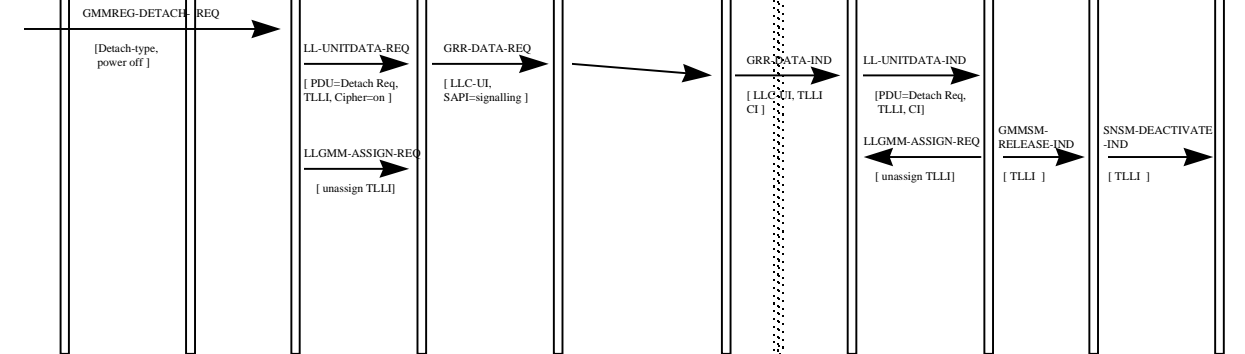 GMMREG-DETACH- REQ
[Detach-type,
power off ]
LL-UNITDATA-REQ
[ PDU=Detach Req,
TLLI, Cipher=on ]
LLGMM-ASSIGN-REQ
[ unassign TLLI]
GRR-DATA-REQ
[ LLC-UI,
SAPI=signalling ]
GRR-DATA-IND
[ LLC-UI, TLLI
CI ]
LL-UNITDATA-IND
[PDU=Detach Req,
TLLI, CI]
LLGMM-ASSIGN-REQ
[ unassign TLLI]
GMMSM-
RELEASE-IND
[ TLLI ]
SNSM-DEACTIVATE
-IND
[ TLLI ]